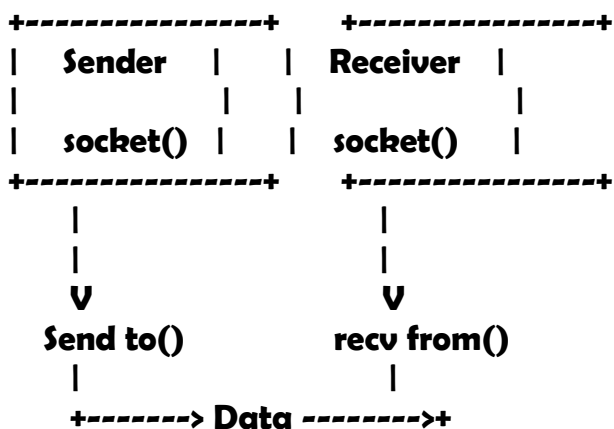 +----------------+ +----------------+
| Sender | | Receiver |
| | | |
| socket() | | socket() |
+----------------+ +----------------+
| |
| |
V V
Send to() recv from()
| |
+-------> Data -------->+